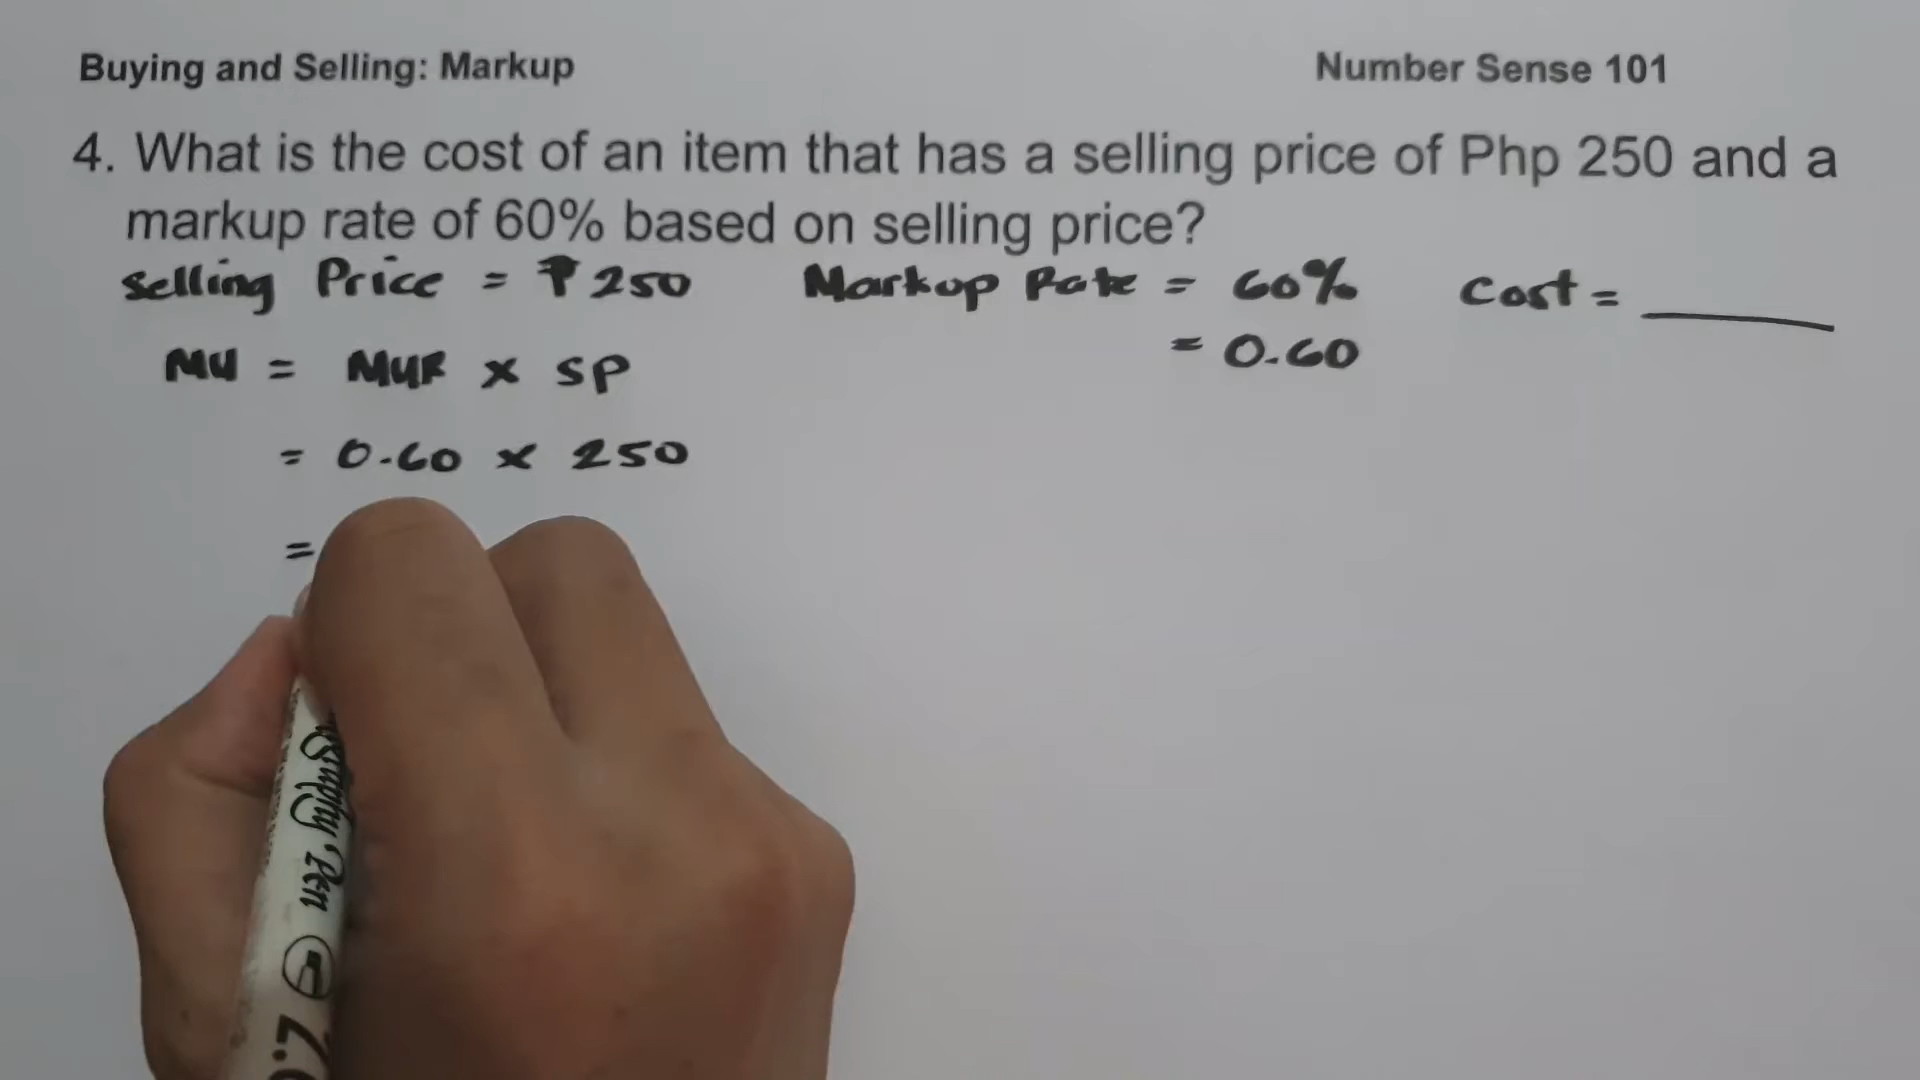 Buying and Selling: Markup
Number Sense 101
4. What is the cost of an item that has a selling price of Php 250 and a
markup rate of 60% based on selling price?
Selling Price = ₱250 Markup Rate = 60% Cost = ______
= 0.60
MU = MUR x SP
= 0.60 x 250
=
Pen